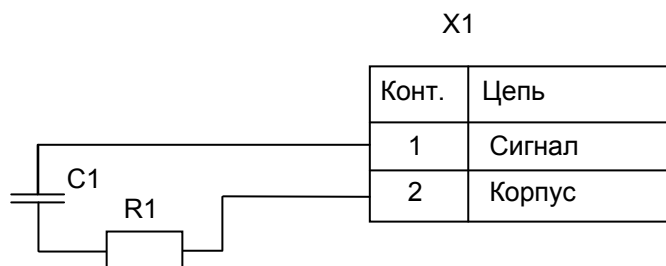 X1
Конт. Цепь
1 Сигнал
C1
2 Корпус
R1